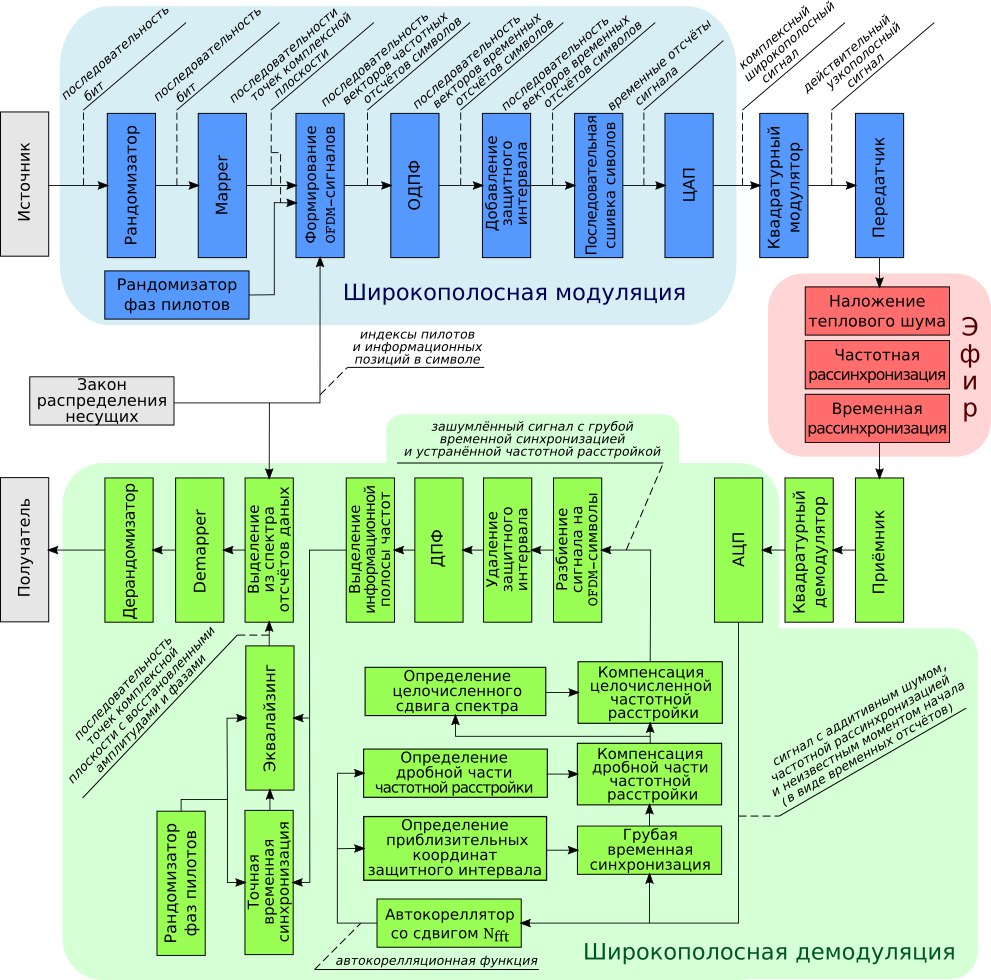 последовательность
бит
последовательность
бит
последовательности
точек комплексной
плоскости
последовательность
векторов частотных
отсчётов символов
последовательность
векторов временных
отсчётов символов
последовательность
векторов временных
отсчётов символов
временные отсчёты
сигнала
комплексный
широкополосный
сигнал
действительный
узкополосный
сигнал
Источник
Рандомизатор
Mapper
Формирование
OFDM−сигналов
ОДПФ
Добавление
защитного
интервала
Последовательная
сшивка сиволов
ЦАП
Квадратурный
модулятор
Передатчик
Рандомизатор
фаз пилотов
Широкополосная модуляция
Наложение
теплового шума
Частотная
рассинхронизация
Временная
рассинхронизация
Эфир
индексы пилотов
и информационных
позиций в символе
Закон
распределения
несущих
зашумлённый сигнал с грубой
временной синхронизацией
и устранённой частотной расстройкой
Получатель
Дерандомизатор
Demapper
Выделение
из спектра
отсчётов данных
Выделение
информационной
полосы частот
ДПФ
Удаление
защитного
интервала
Разбиение
сигнала на
OFDM−символы
АЦП
Квадратурный
демодулятор
Приёмник
последовательность
точек комплексной
плоскости с восстановленными
амплитудами и фазами
Эквалайзинг
Определение
целочисленного
сдвига спектра
Компенсация
целочисленной
частотной
расстройки
Определение
дробной части
частотной расстройки
Компенсация
дробной части
частотной
расстройки
сигнал с аддитивным шумом,
частотной рассинхронизацией
и неизвестным моментом начала
(в виде временных отсчётов)
Рандомизатор
фаз пилотов
Точная
временная
синхронизация
Определение
приблизительных
координат
защитного интервала
Грубая
временная
синхронизация
Автокореллятор
со сдвигом Nfft
автокорелляционная функция
Широкополосная демодуляция